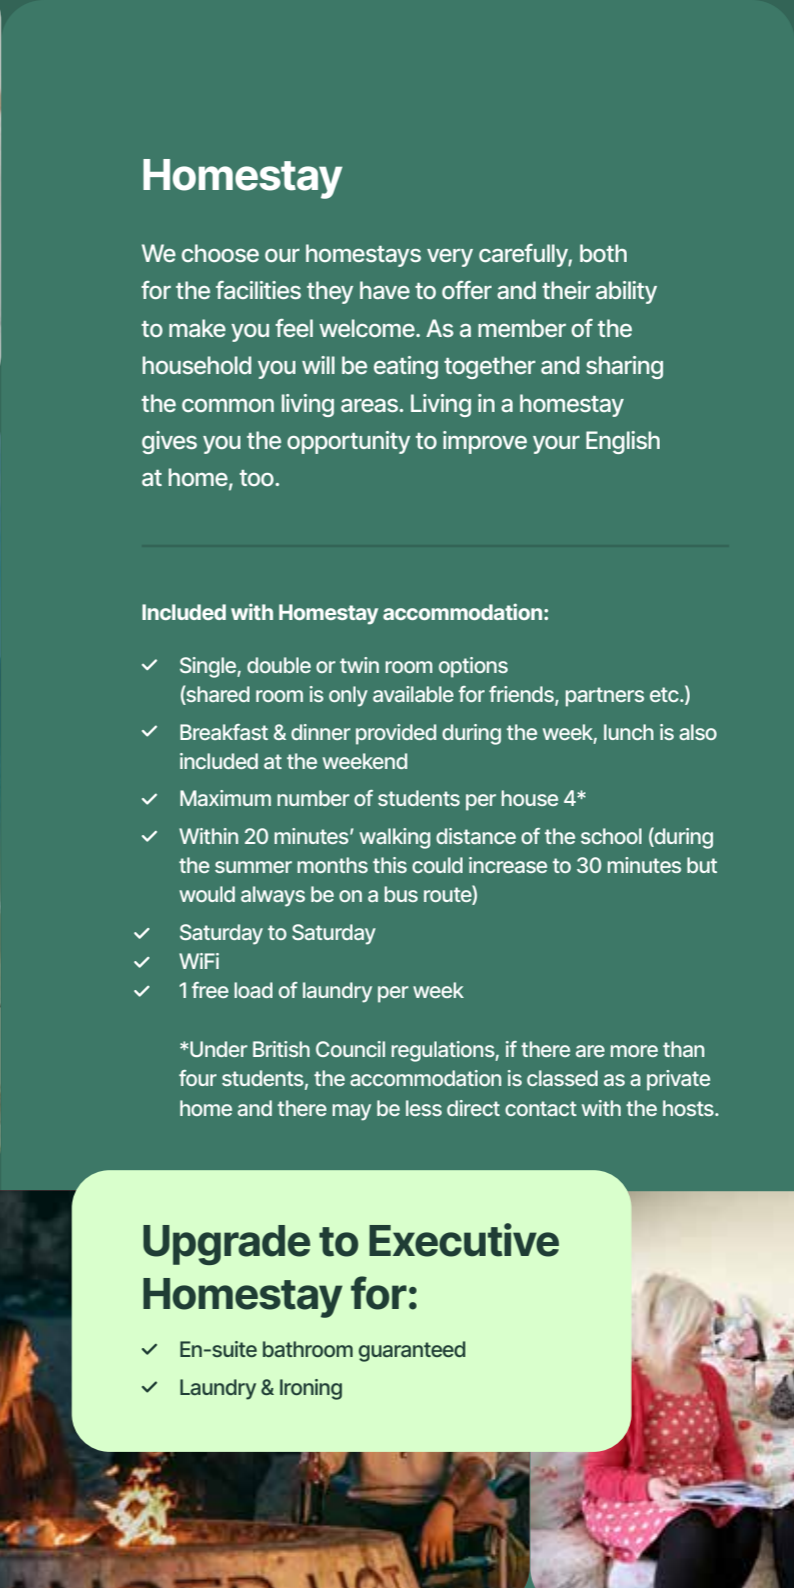 Homestay
We choose our homestays very carefully, both
for the facilities they have to offer and their ability
to make you feel welcome. As a member of the
household you will be eating together and sharing
the common living areas. Living in a homestay
gives you the opportunity to improve your English
at home, too.
Included with Homestay accommodation:
Single, double or twin room options
(shared room is only available for friends, partners etc.)
Breakfast & dinner provided during the week, lunch is also
included at the weekend
Maximum number of students per house 4*
Within 20 minutes’ walking distance of the school (during
the summer months this could increase to 30 minutes but
would always be on a bus route)
Saturday to Saturday
WiFi
1 free load of laundry per week
*Under British Council regulations, if there are more than
four students, the accommodation is classed as a private
home and there may be less direct contact with the hosts.
Upgrade to Executive
Homestay for:
En-suite bathroom guaranteed
Laundry & Ironing